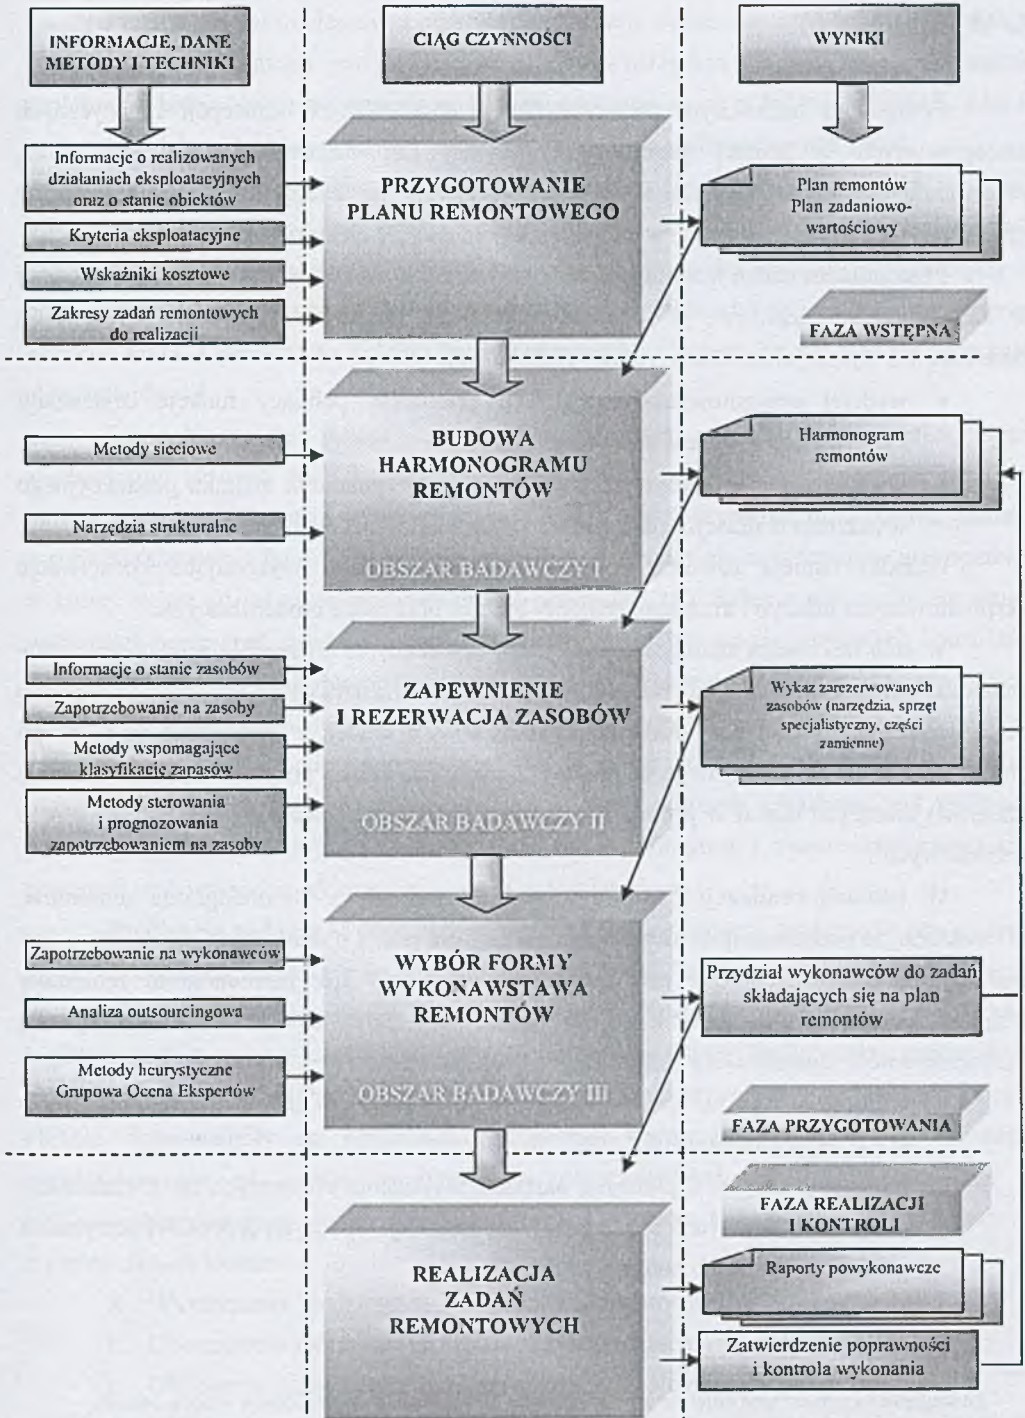 INFORMACJE, DANE
METODY I TECHNIKI
CIĄG CZYNNOŚCI
WYNIKI
Informacje o realizowanych
działaniach eksploatacyjnych
oraz o stanie obiektów
Kryteria eksploatacyjne
Wskaźniki kosztowe
Zakresy zadań remontowych
do realizacji
PRZYGOTOWANIE
PLANU REMONTOWEGO
Plan remontów
Plan zadaniowo-
wartościowy
FAZA WSTĘPNA
Metody sieciowe
Narzędzia strukturalne
BUDOWA
HARMONOGRAMU
REMONTÓW
OBSZAR BADAWCZY I
Harmonogram
remontów
Informacje o stanie zasobów
Zapotrzebowanie na zasoby
Metody wspomagające
klasyfikację zapasów
Metody sterowania
i prognozowania
zapotrzebowaniem na zasoby
ZAPEWNIENIE
I REZERWACJA ZASOBÓW
OBSZAR BADAWCZY II
Wykaz zarezerwowanych
zasobów (narzędzia, sprzęt
specjalistyczny, części
zamienne)
Zapotrzebowanie na wykonawców
Analiza outsourcingowa
Metody heurystyczne
Grupowa Ocena Ekspertów
WYBÓR FORMY
WYKONAWSTAWA
REMONTÓW
OBSZAR BADAWCZY III
Przydział wykonawców do zadań
składających się na plan
remontów
FAZA PRZYGOTOWANIA
FAZA REALIZACJI
I KONTROLI
REALIZACJA
ZADAŃ
REMONTOWYCH
Raporty powykonawcze
Zatwierdzenie poprawności
i kontrola wykonania